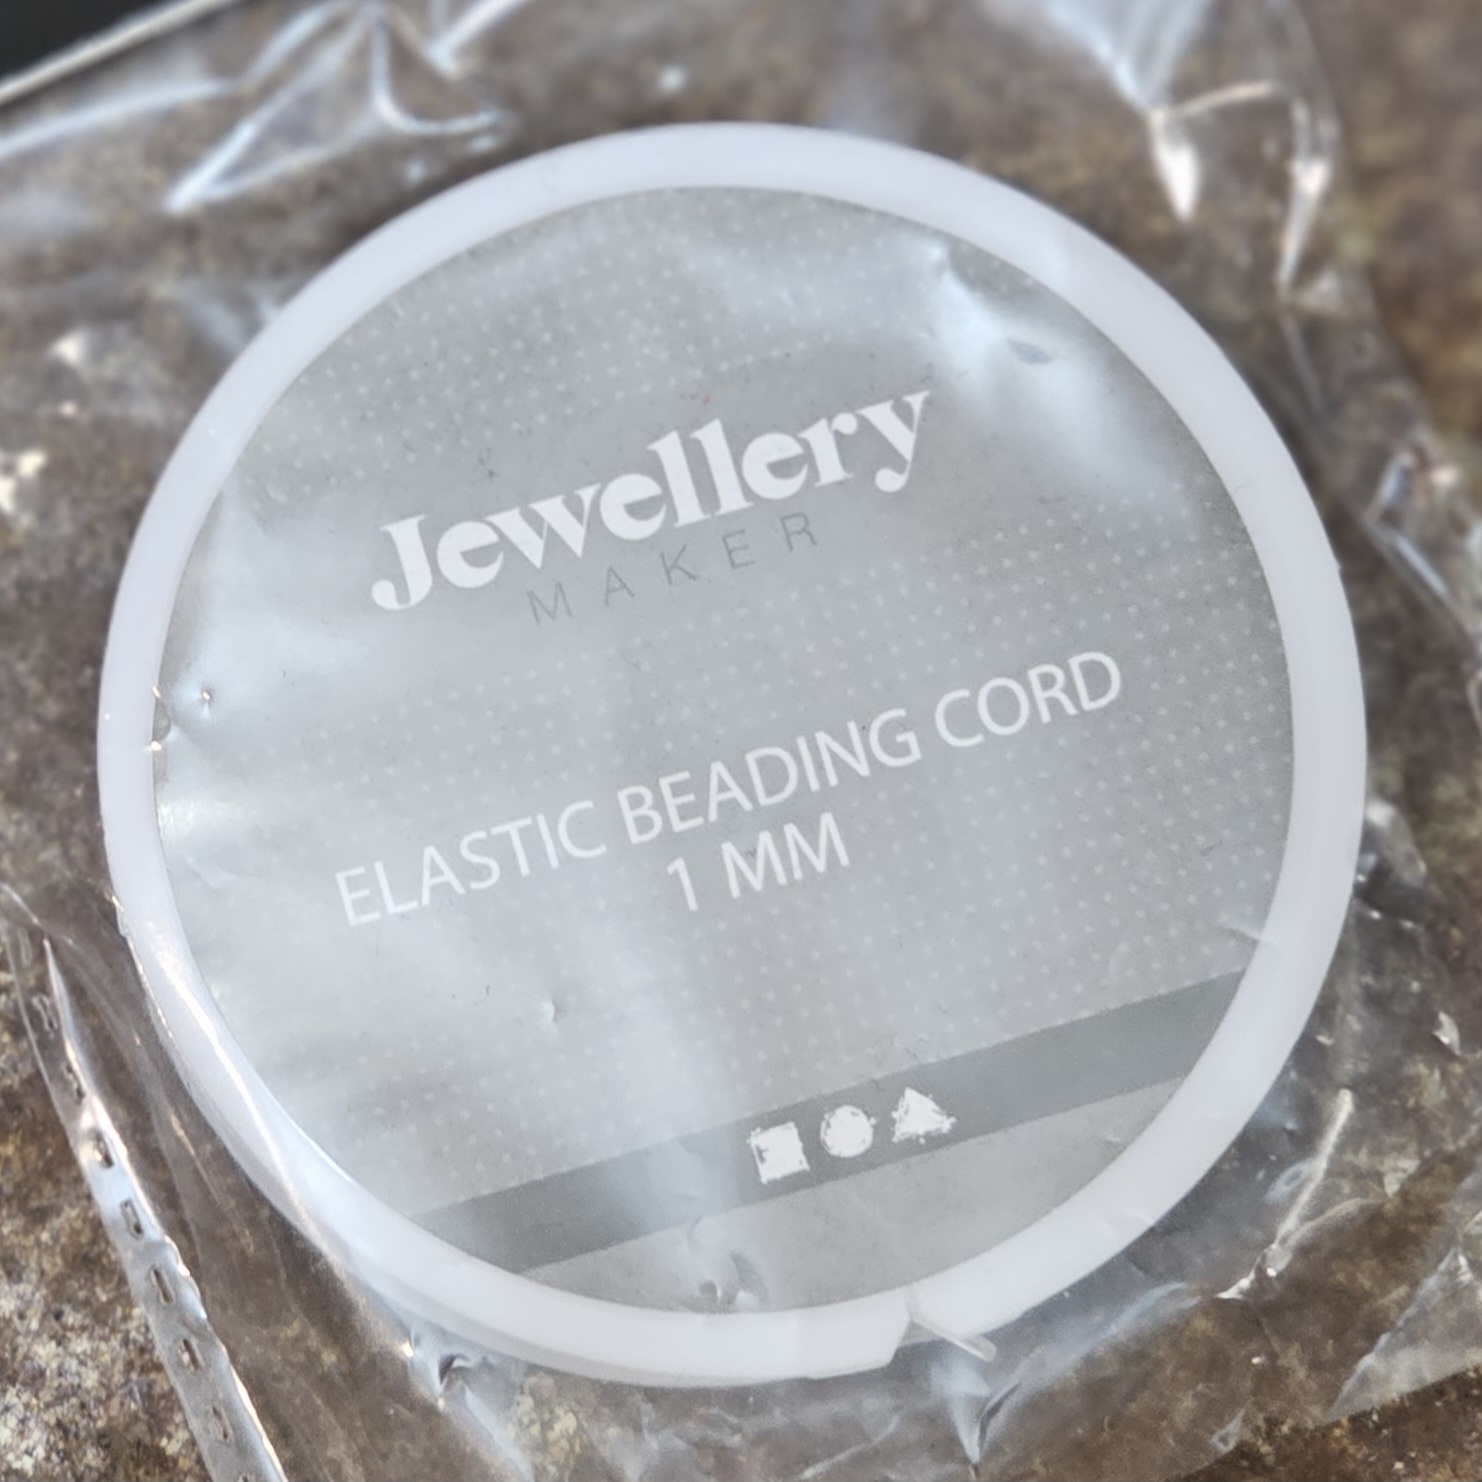 Jewellery
MAKER
ELASTIC BEADING CORD
1 MM